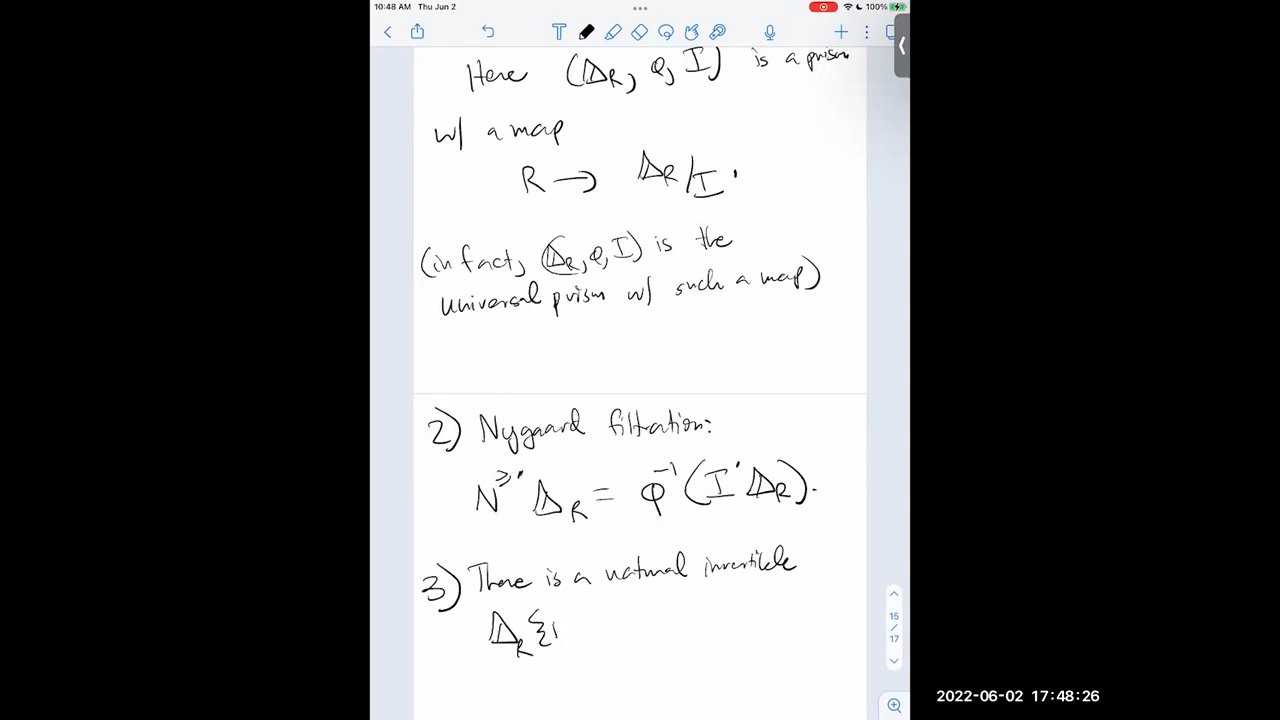 10:48 AM Thu Jun 2
100%
Here (Δ_R, φ, I) is a prism
w/ a map
R → Δ_R/I.
(in fact, (Δ_R, φ, I) is the
universal prism w/ such a map)
2) Nygaard filtration:
N^{≥•} Δ_R = φ^{-1}(I^• Δ_R).
3) There is a natural invertible
Δ_R{1
15
/
17
2022-06-02 17:48:26